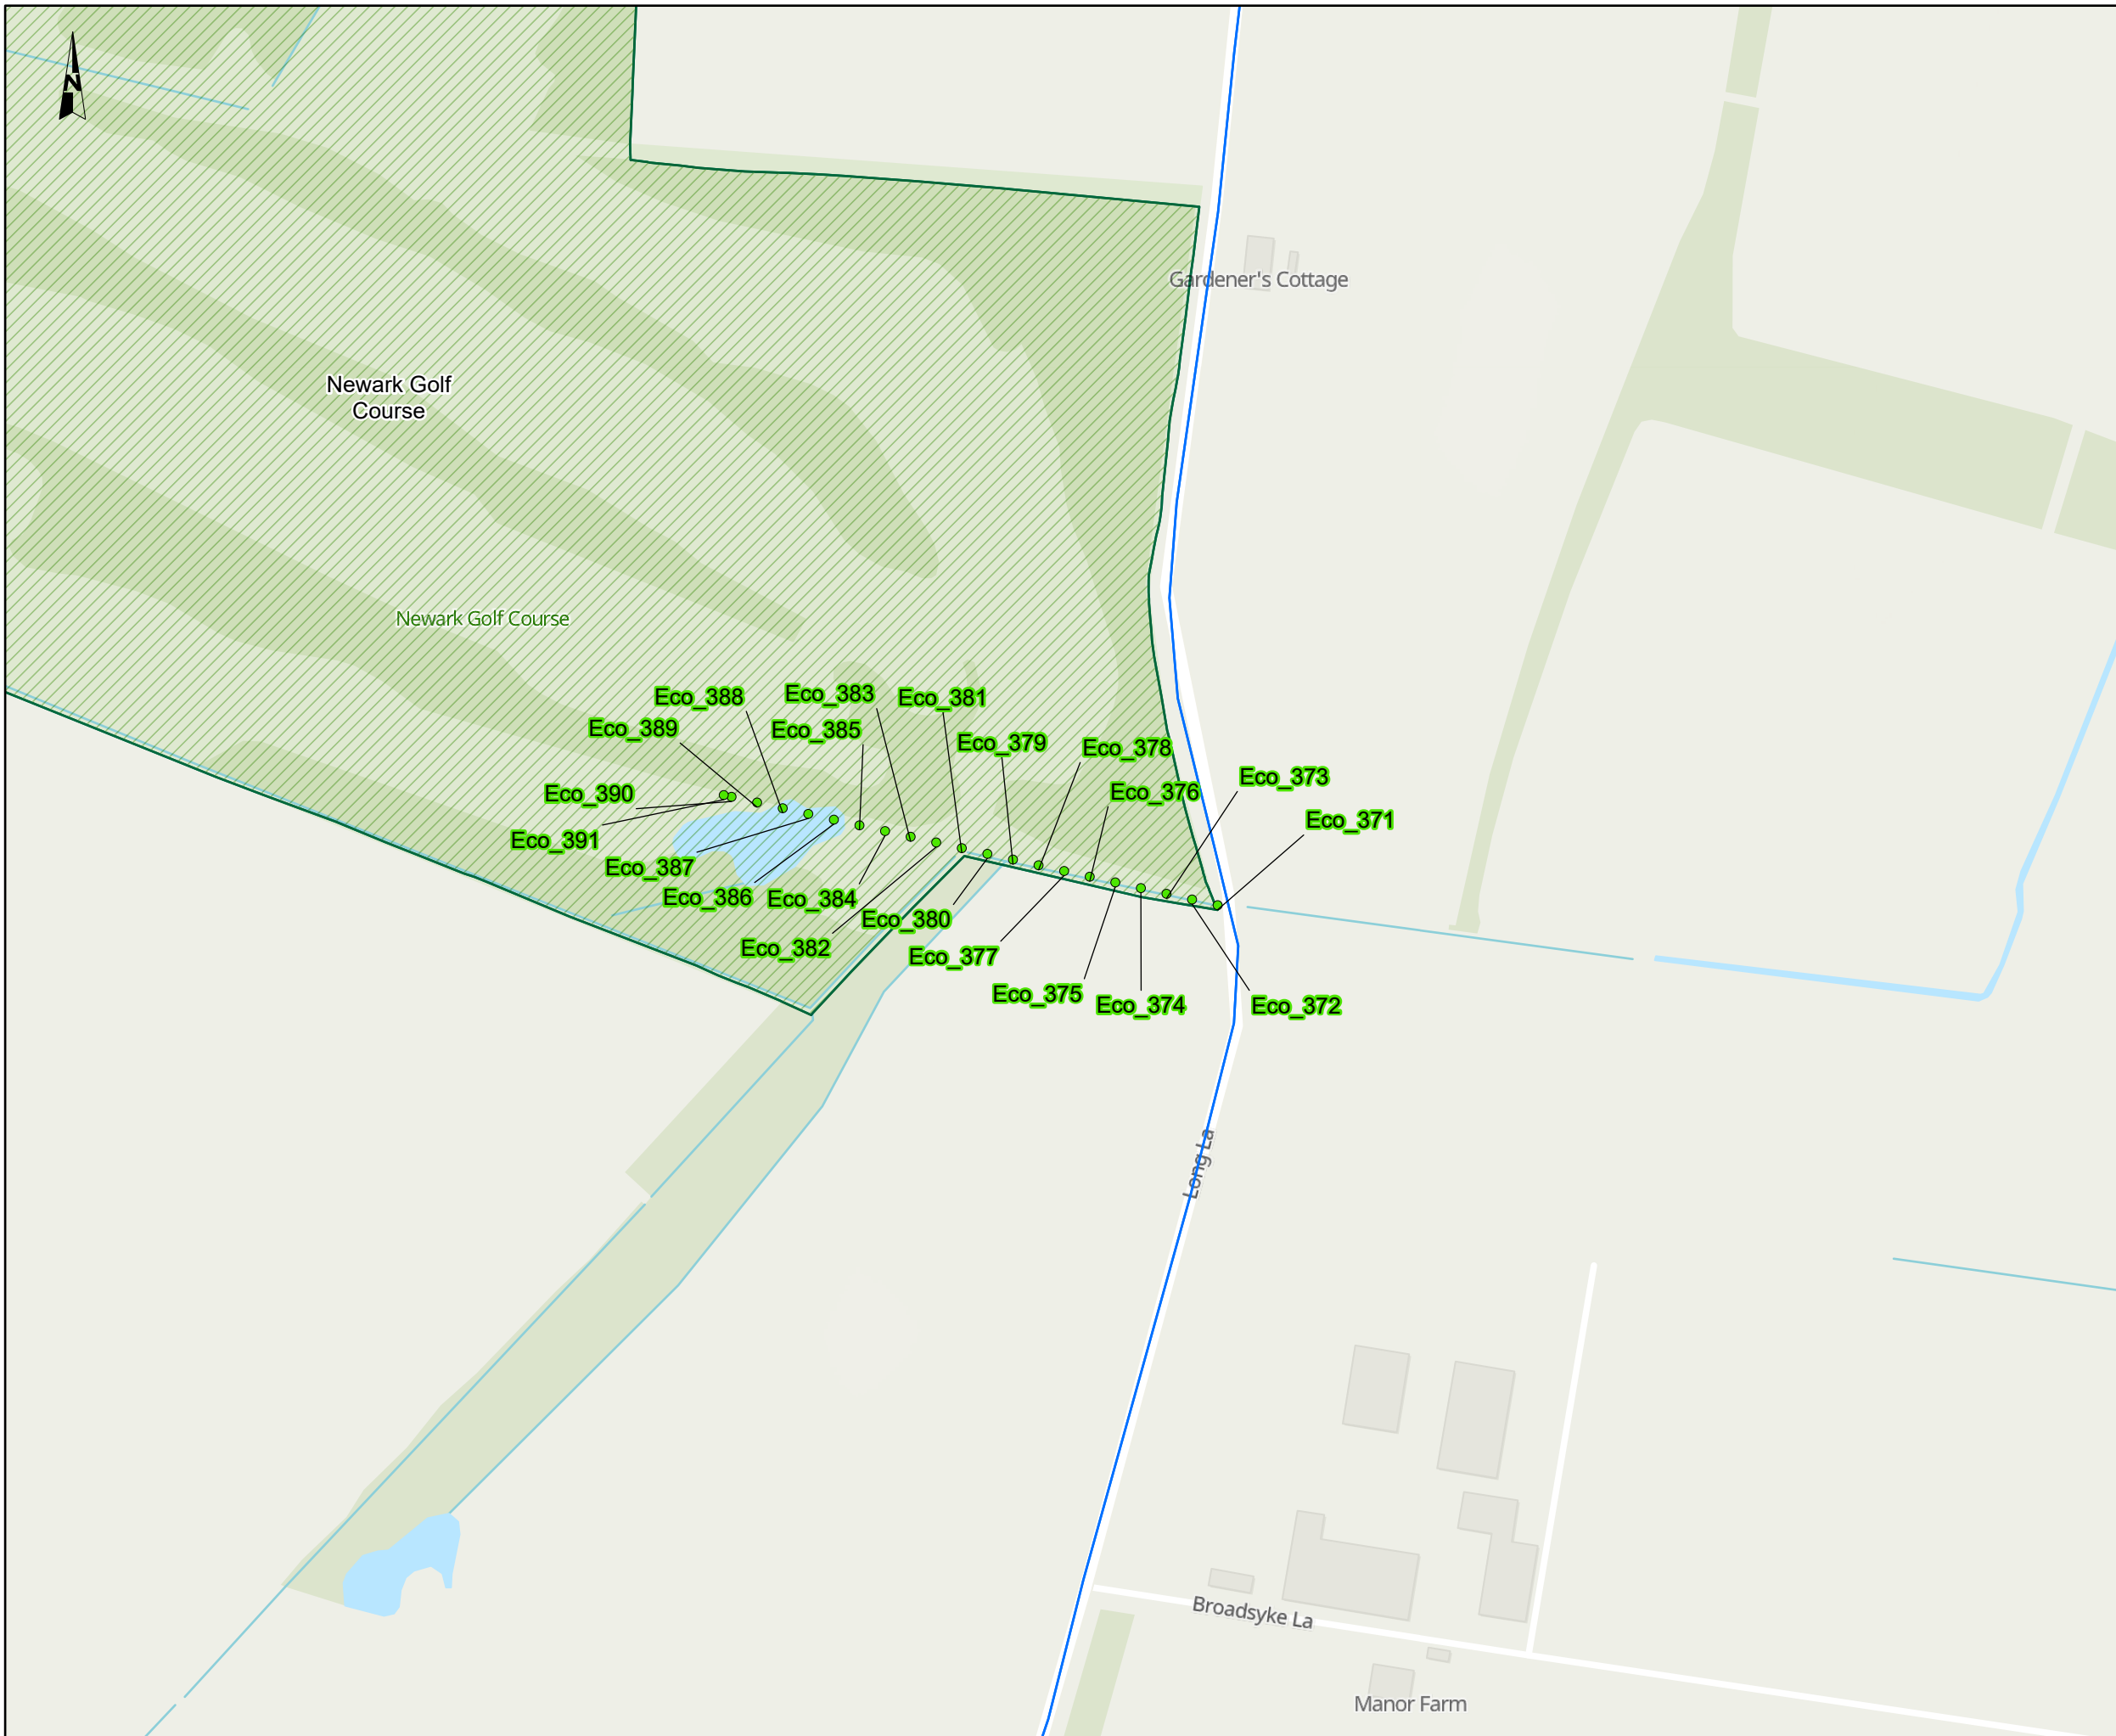 N
Gardener's Cottage
Newark Golf
Course
Newark Golf Course
Eco_388
Eco_383
Eco_381
Eco_389
Eco_385
Eco_379
Eco_378
Eco_373
Eco_390
Eco_376
Eco_371
Eco_391
Eco_387
Eco_386
Eco_384
Eco_380
Eco_382
Eco_377
Eco_375
Eco_374
Eco_372
Long La
Broadsyke La
Manor Farm